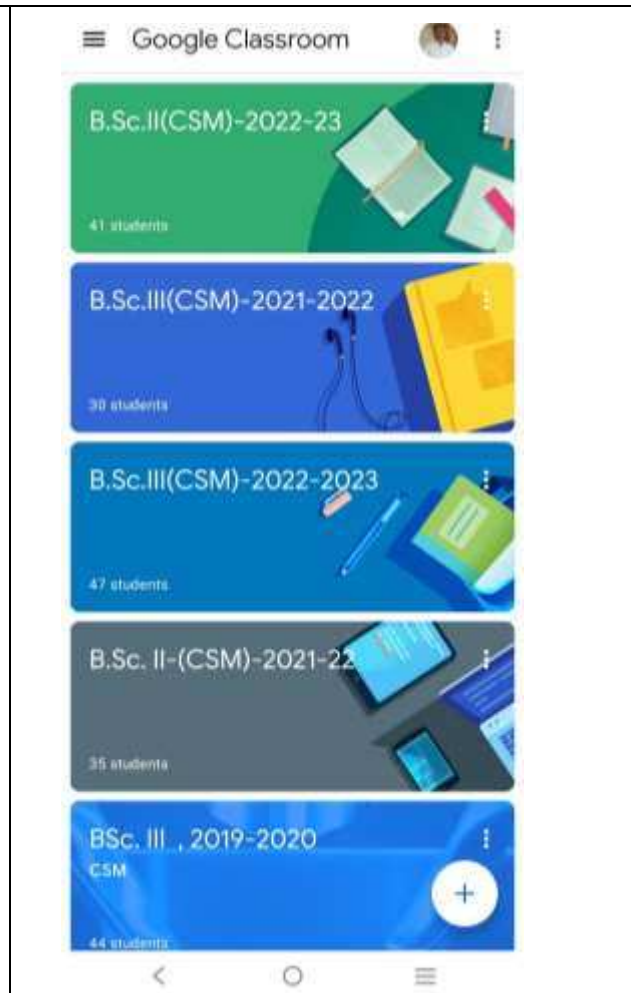 Google Classroom
B.Sc.II(CSM)-2022-23
41 students
B.Sc.III(CSM)-2021-2022
30 students
B.Sc.III(CSM)-2022-2023
47 students
B.Sc. II-(CSM)-2021-22
35 students
BSc. III , 2019-2020
CSM
44 students